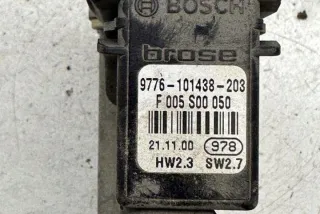 BOSCH
brose
9776-101438-203
F 005 S00 050
21.11.00 978
HW2.3 SW2.7